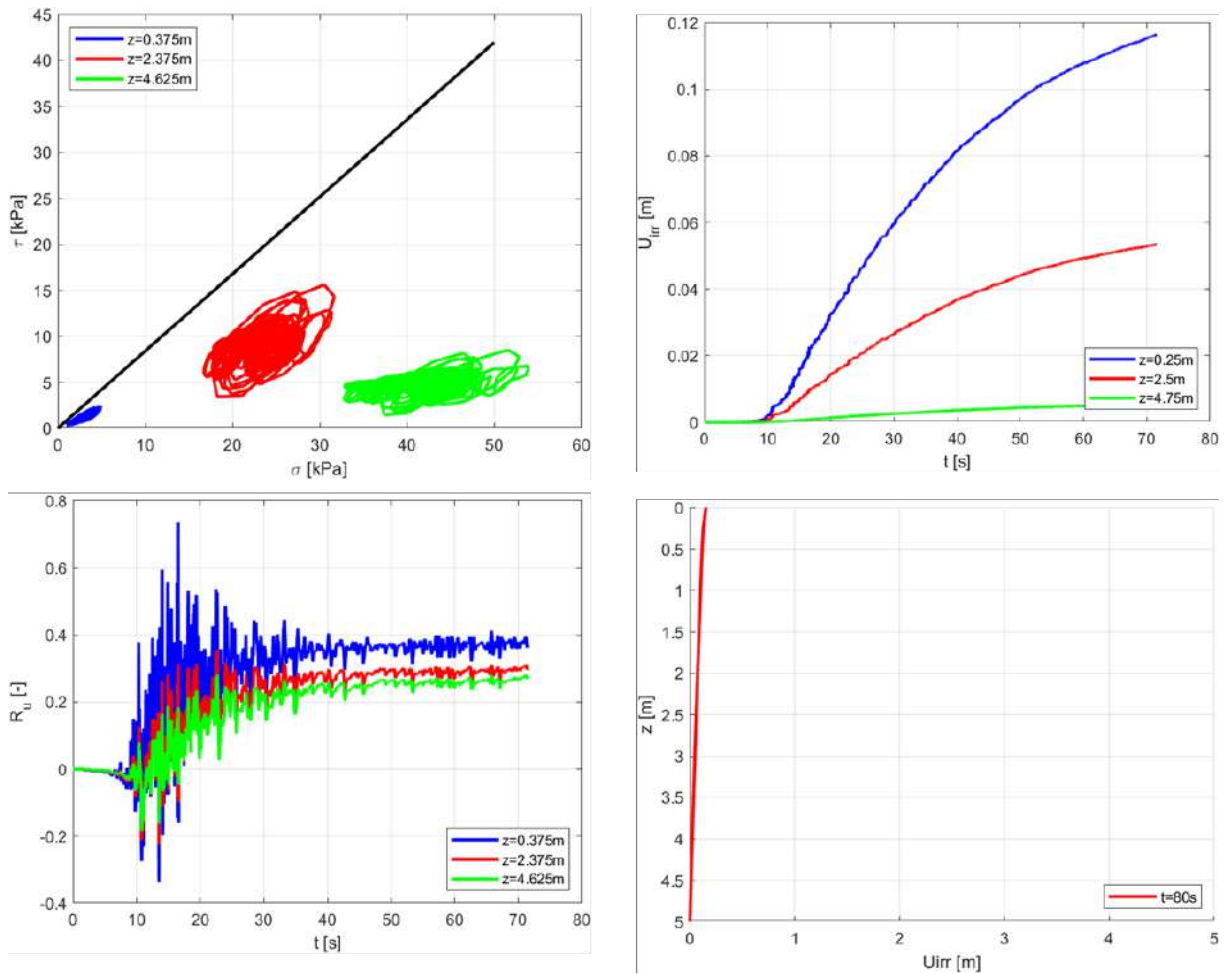 45
40
35
30
25
20
15
10
5
0
τ [kPa]
z=0.375m
z=2.375m
z=4.625m
0 10 20 30 40 50 60
σ [kPa]
0.12
0.1
0.08
0.06
0.04
0.02
0
U_irr [m]
z=0.25m
z=2.5m
z=4.75m
0 10 20 30 40 50 60 70 80
t [s]
0.8
0.6
0.4
0.2
0
-0.2
-0.4
R_u [-]
z=0.375m
z=2.375m
z=4.625m
0 10 20 30 40 50 60 70 80
t [s]
0
0.5
1
1.5
2
2.5
3
3.5
4
4.5
5
z [m]
t=80s
0 1 2 3 4 5
Uirr [m]